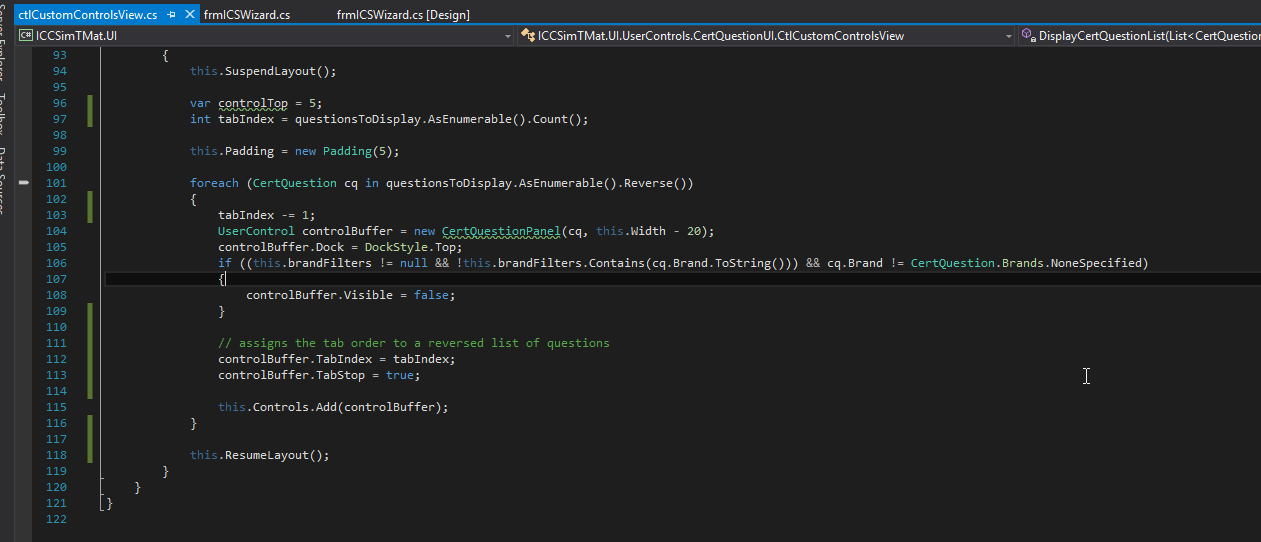 ctlCustomControlsView.cs
frmICSWizard.cs
frmICSWizard.cs [Design]
C# ICCSimTMat.UI
ICCSimTMat.UI.UserControls.CertQuestionUI.CtlCustomControlsView
DisplayCertQuestionList(List<CertQuestion
Server Explorer
Toolbox
Data Sources
93 {
94 this.SuspendLayout();
95
96 var controlTop = 5;
97 int tabIndex = questionsToDisplay.AsEnumerable().Count();
98
99 this.Padding = new Padding(5);
100
101 foreach (CertQuestion cq in questionsToDisplay.AsEnumerable().Reverse())
102 {
103 tabIndex -= 1;
104 UserControl controlBuffer = new CertQuestionPanel(cq, this.Width - 20);
105 controlBuffer.Dock = DockStyle.Top;
106 if ((this.brandFilters != null && !this.brandFilters.Contains(cq.Brand.ToString())) && cq.Brand != CertQuestion.Brands.NoneSpecified)
107 {
108 controlBuffer.Visible = false;
109 }
110
111 // assigns the tab order to a reversed list of questions
112 controlBuffer.TabIndex = tabIndex;
113 controlBuffer.TabStop = true;
114
115 this.Controls.Add(controlBuffer);
116 }
117
118 this.ResumeLayout();
119 }
120 }
121 }
122